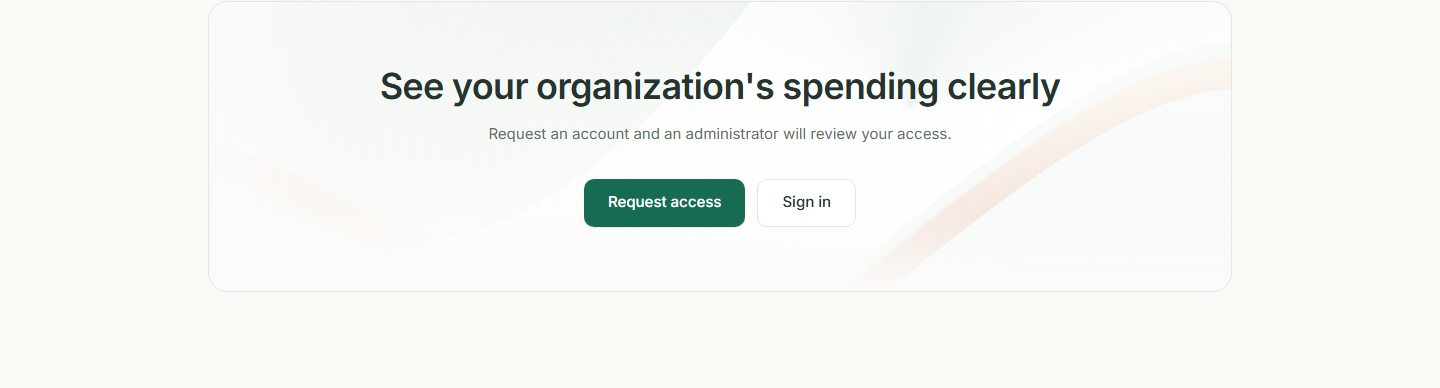 See your organization's spending clearly
Request an account and an administrator will review your access.
Request access
Sign in